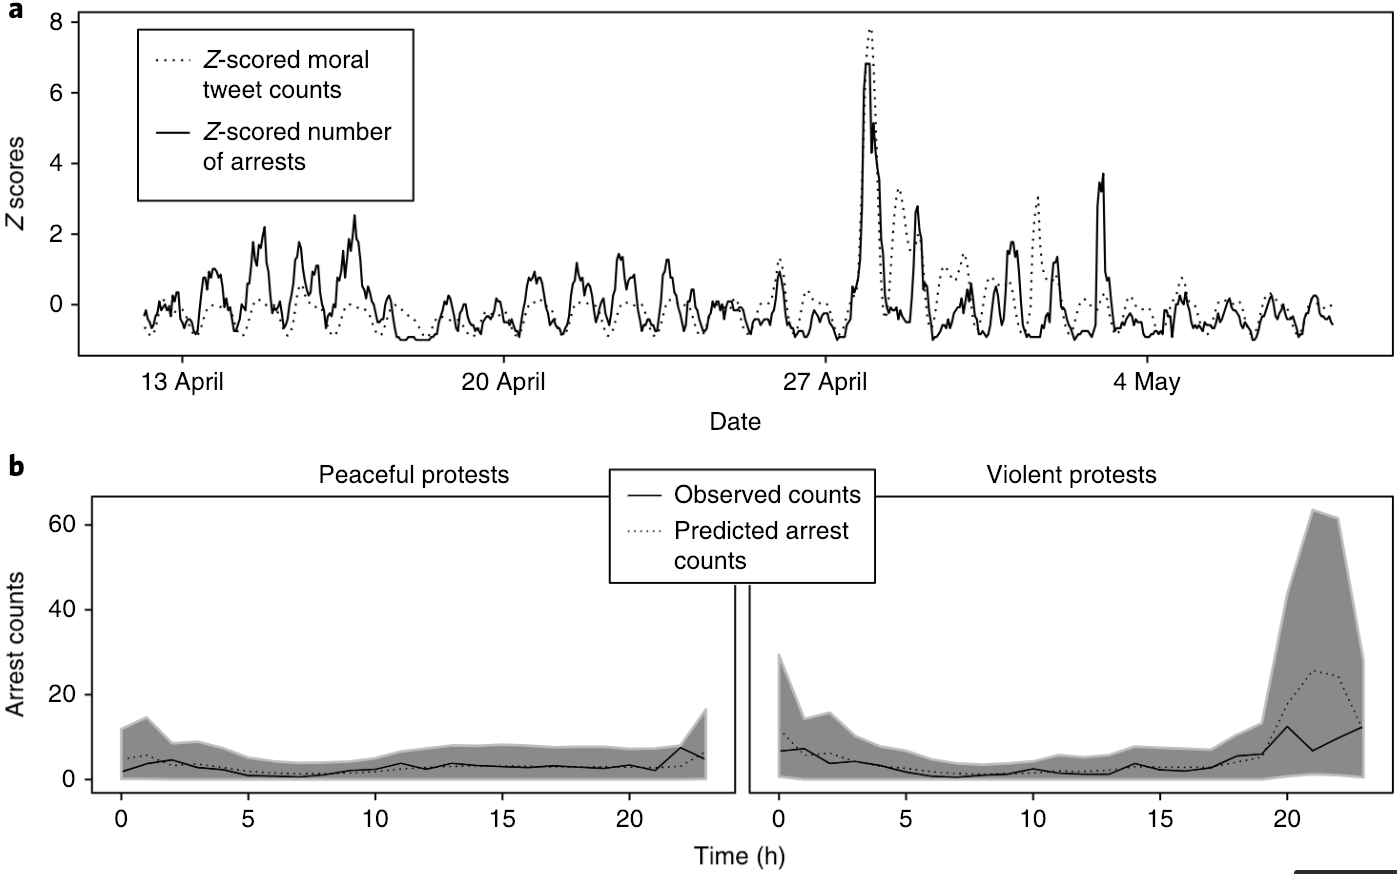 a
8
6
4
2
0
Z scores
Z-scored moral
tweet counts
Z-scored number
of arrests
13 April
20 April
27 April
4 May
Date
b
Peaceful protests
Violent protests
Observed counts
Predicted arrest
counts
60
40
20
0
Arrest counts
0 5 10 15 20
0 5 10 15 20
Time (h)